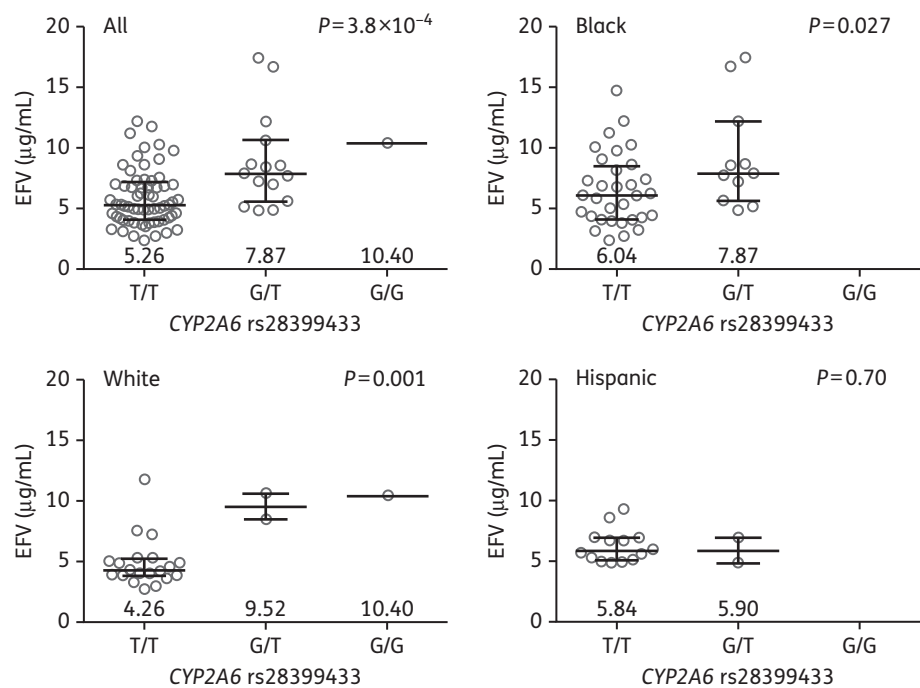 All P=3.8×10⁻⁴
20
15
10
5
0
EFV (μg/mL)
5.26 7.87 10.40
T/T G/T G/G
CYP2A6 rs28399433
Black P=0.027
20
15
10
5
0
EFV (μg/mL)
6.04 7.87
T/T G/T G/G
CYP2A6 rs28399433
White P=0.001
20
15
10
5
0
EFV (μg/mL)
4.26 9.52 10.40
T/T G/T G/G
CYP2A6 rs28399433
Hispanic P=0.70
20
15
10
5
0
EFV (μg/mL)
5.84 5.90
T/T G/T G/G
CYP2A6 rs28399433